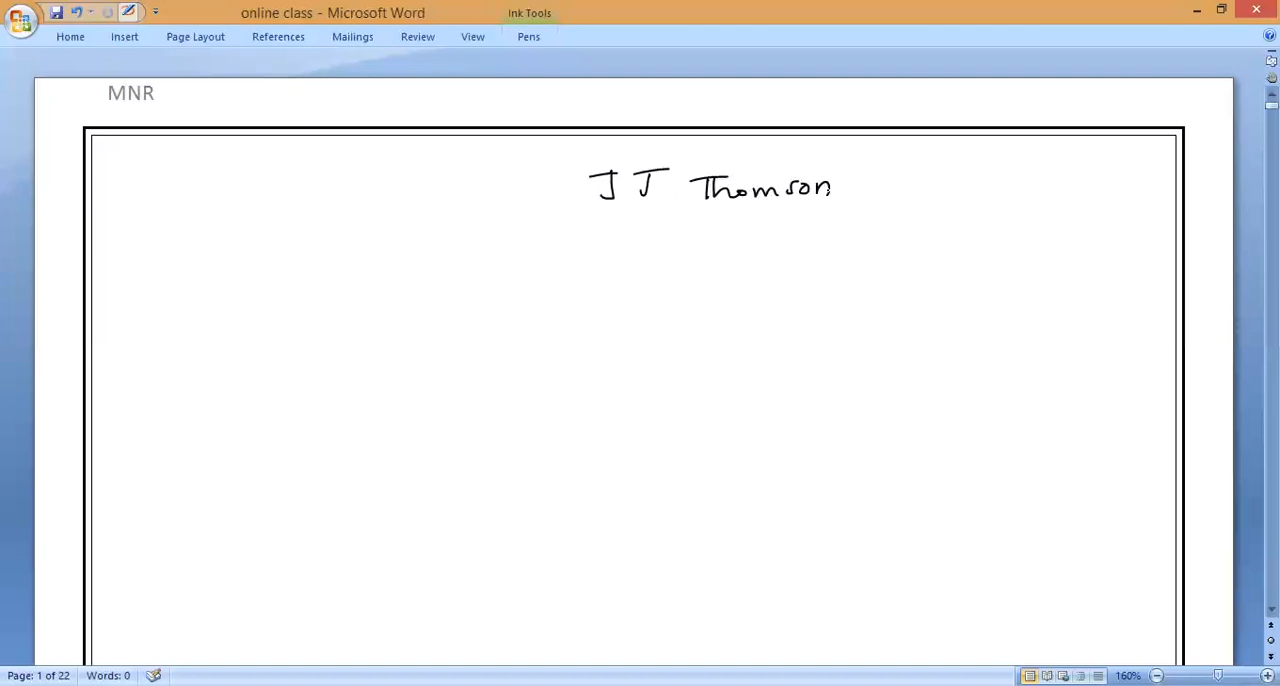 online class - Microsoft Word
Ink Tools
Home Insert Page Layout References Mailings Review View Pens
MNR
J J Thomson
Page: 1 of 22 Words: 0 160%